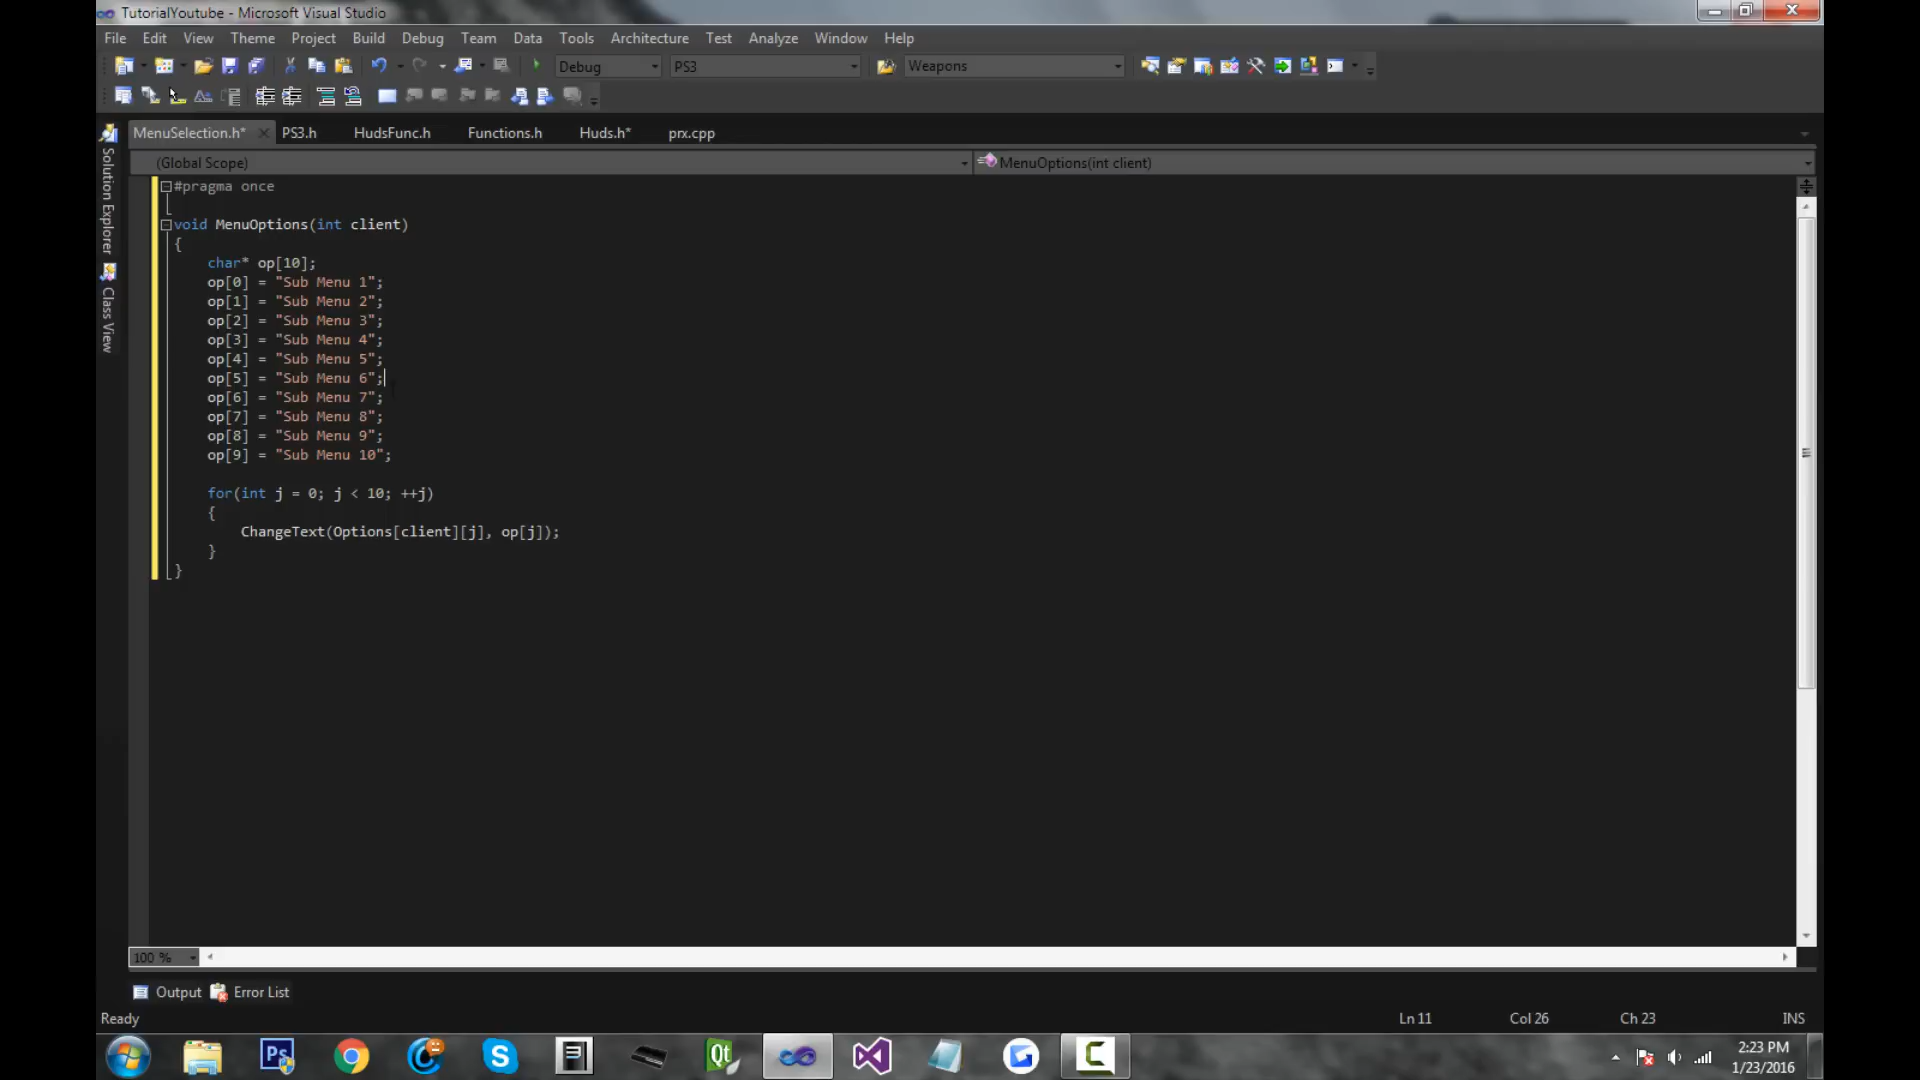 TutorialYoutube - Microsoft Visual Studio
File Edit View Theme Project Build Debug Team Data Tools Architecture Test Analyze Window Help
Debug PS3 Weapons
MenuSelection.h* PS3.h HudsFunc.h Functions.h Huds.h* prx.cpp
(Global Scope) MenuOptions(int client)
Solution Explorer
Class View
#pragma once
void MenuOptions(int client)
{
char* op[10];
op[0] = "Sub Menu 1";
op[1] = "Sub Menu 2";
op[2] = "Sub Menu 3";
op[3] = "Sub Menu 4";
op[4] = "Sub Menu 5";
op[5] = "Sub Menu 6";
op[6] = "Sub Menu 7";
op[7] = "Sub Menu 8";
op[8] = "Sub Menu 9";
op[9] = "Sub Menu 10";
for(int j = 0; j < 10; ++j)
{
ChangeText(Options[client][j], op[j]);
}
}
100 %
Output Error List
Ready Ln 11 Col 26 Ch 23 INS
Ps Qt
2:23 PM
1/23/2016